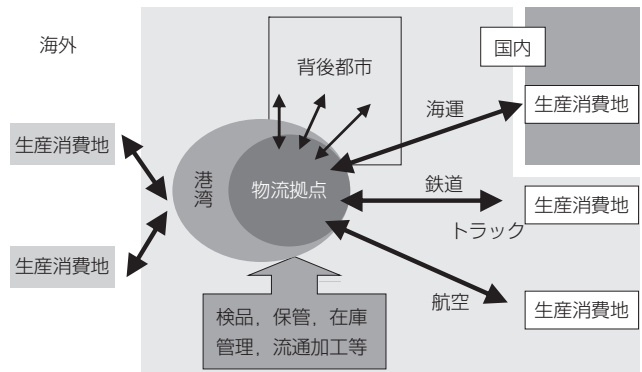 海外
国内
背後都市
海運
生産消費地
生産消費地
港湾
物流拠点
鉄道
生産消費地
トラック
生産消費地
航空
生産消費地
検品，保管，在庫
管理，流通加工等